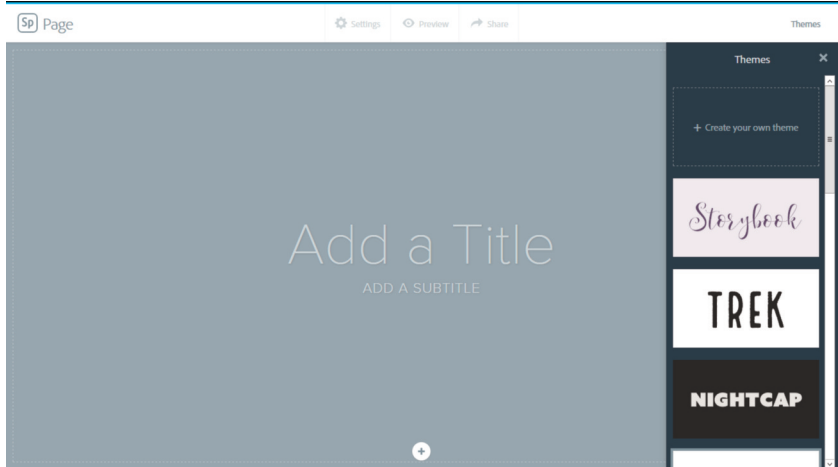 Sp Page
Settings Preview Share
Themes
Themes
+ Create your own theme
Storybook
TREK
NIGHTCAP
Add a Title
ADD A SUBTITLE